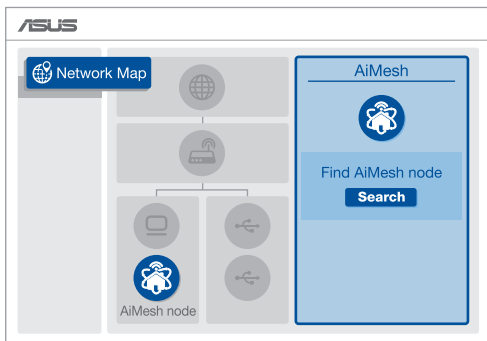 ASUS
Network Map
AiMesh node
AiMesh
Find AiMesh node
Search